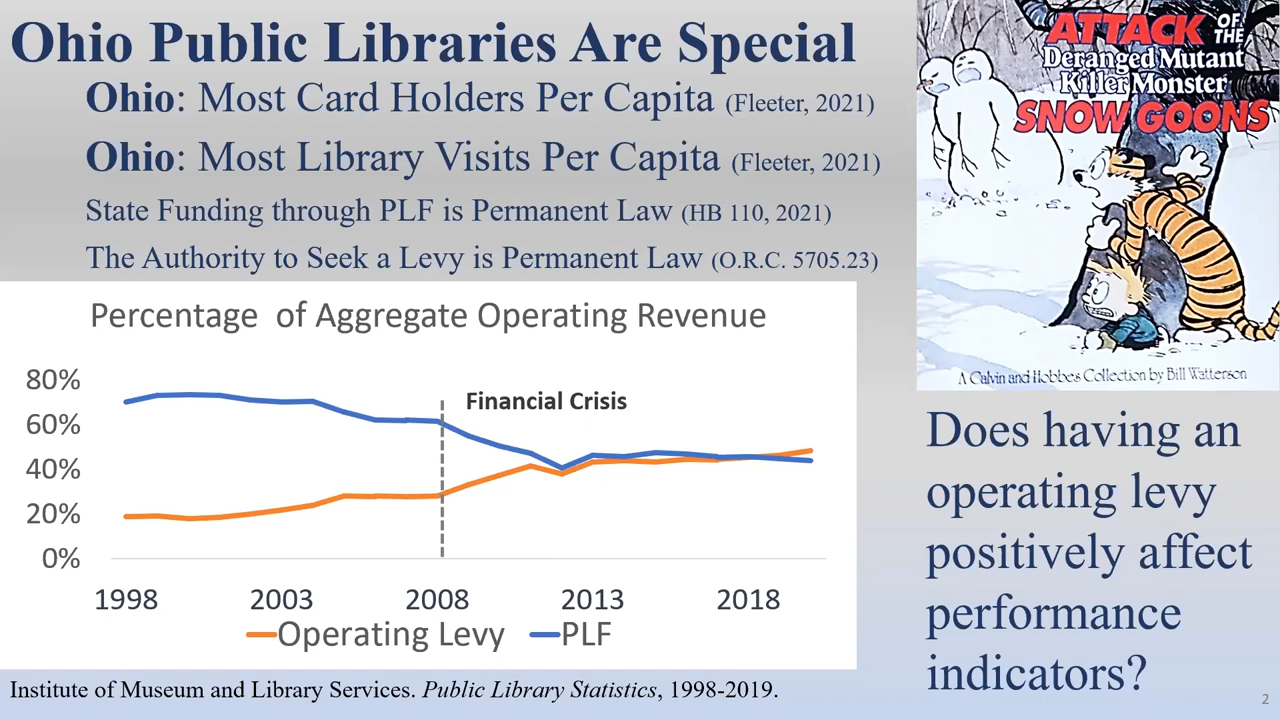 Ohio Public Libraries Are Special
Ohio: Most Card Holders Per Capita (Fleeter, 2021)
Ohio: Most Library Visits Per Capita (Fleeter, 2021)
State Funding through PLF is Permanent Law (HB 110, 2021)
The Authority to Seek a Levy is Permanent Law (O.R.C. 5705.23)
Percentage of Aggregate Operating Revenue
80%
60%
40%
20%
0%
Financial Crisis
1998 2003 2008 2013 2018
Operating Levy PLF
Institute of Museum and Library Services. Public Library Statistics, 1998-2019.
ATTACK OF THE
Deranged Mutant
Killer Monster
SNOW GOONS
A Calvin and Hobbes Collection by Bill Watterson
Does having an
operating levy
positively affect
performance
indicators?
2